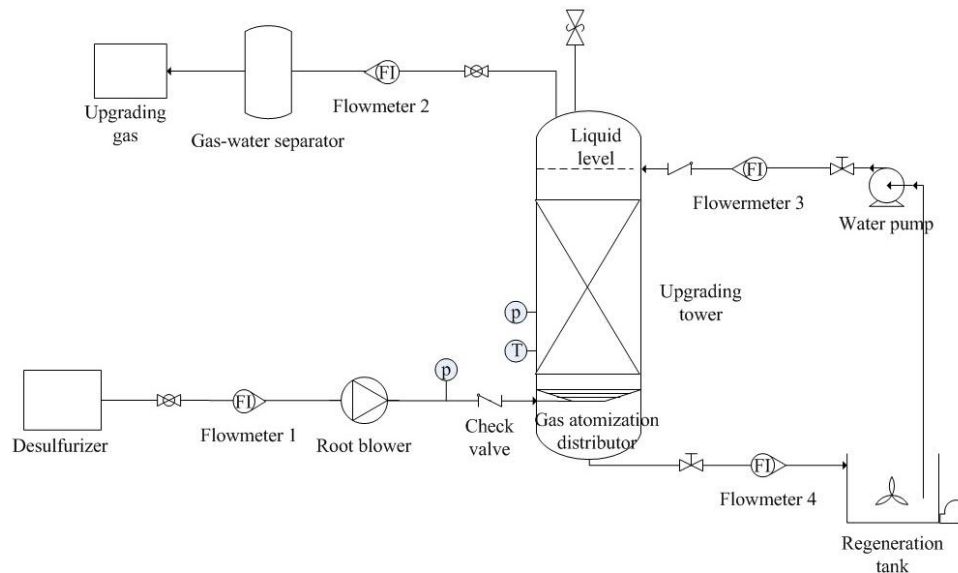 FI
Upgrading
gas
Gas-water separator
Flowmeter 2
Liquid
level
FI
Flowermeter 3
Water pump
Upgrading
tower
p
T
p
FI
Desulfurizer
Flowmeter 1
Root blower
Check
valve
Gas atomization
distributor
FI
Flowmeter 4
Regeneration
tank